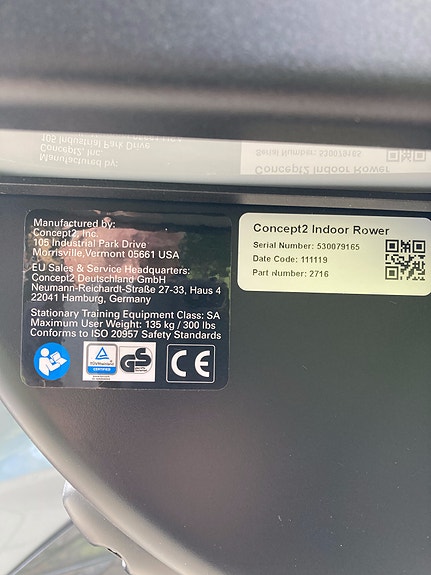 Manufactured by:
Concept2, Inc.
105 Industrial Park Drive
Morrisville,Vermont 05661 USA
EU Sales & Service Headquarters:
Concept2 Deutschland GmbH
Neumann-Reichardt-Straße 27-33, Haus 4
22041 Hamburg, Germany
Stationary Training Equipment Class: SA
Maximum User Weight: 135 kg / 300 lbs
Conforms to ISO 20957 Safety Standards
TÜVRheinland
GS
CE
Concept2 Indoor Rower
Serial Number: 530079165
Date Code: 111119
Part Number: 2716